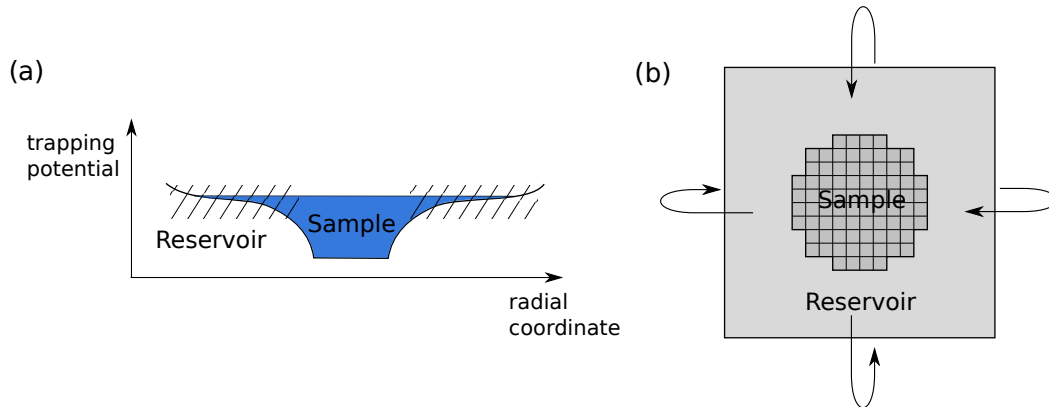 (a)
trapping
potential
Sample
Reservoir
radial
coordinate
(b)
Sample
Reservoir